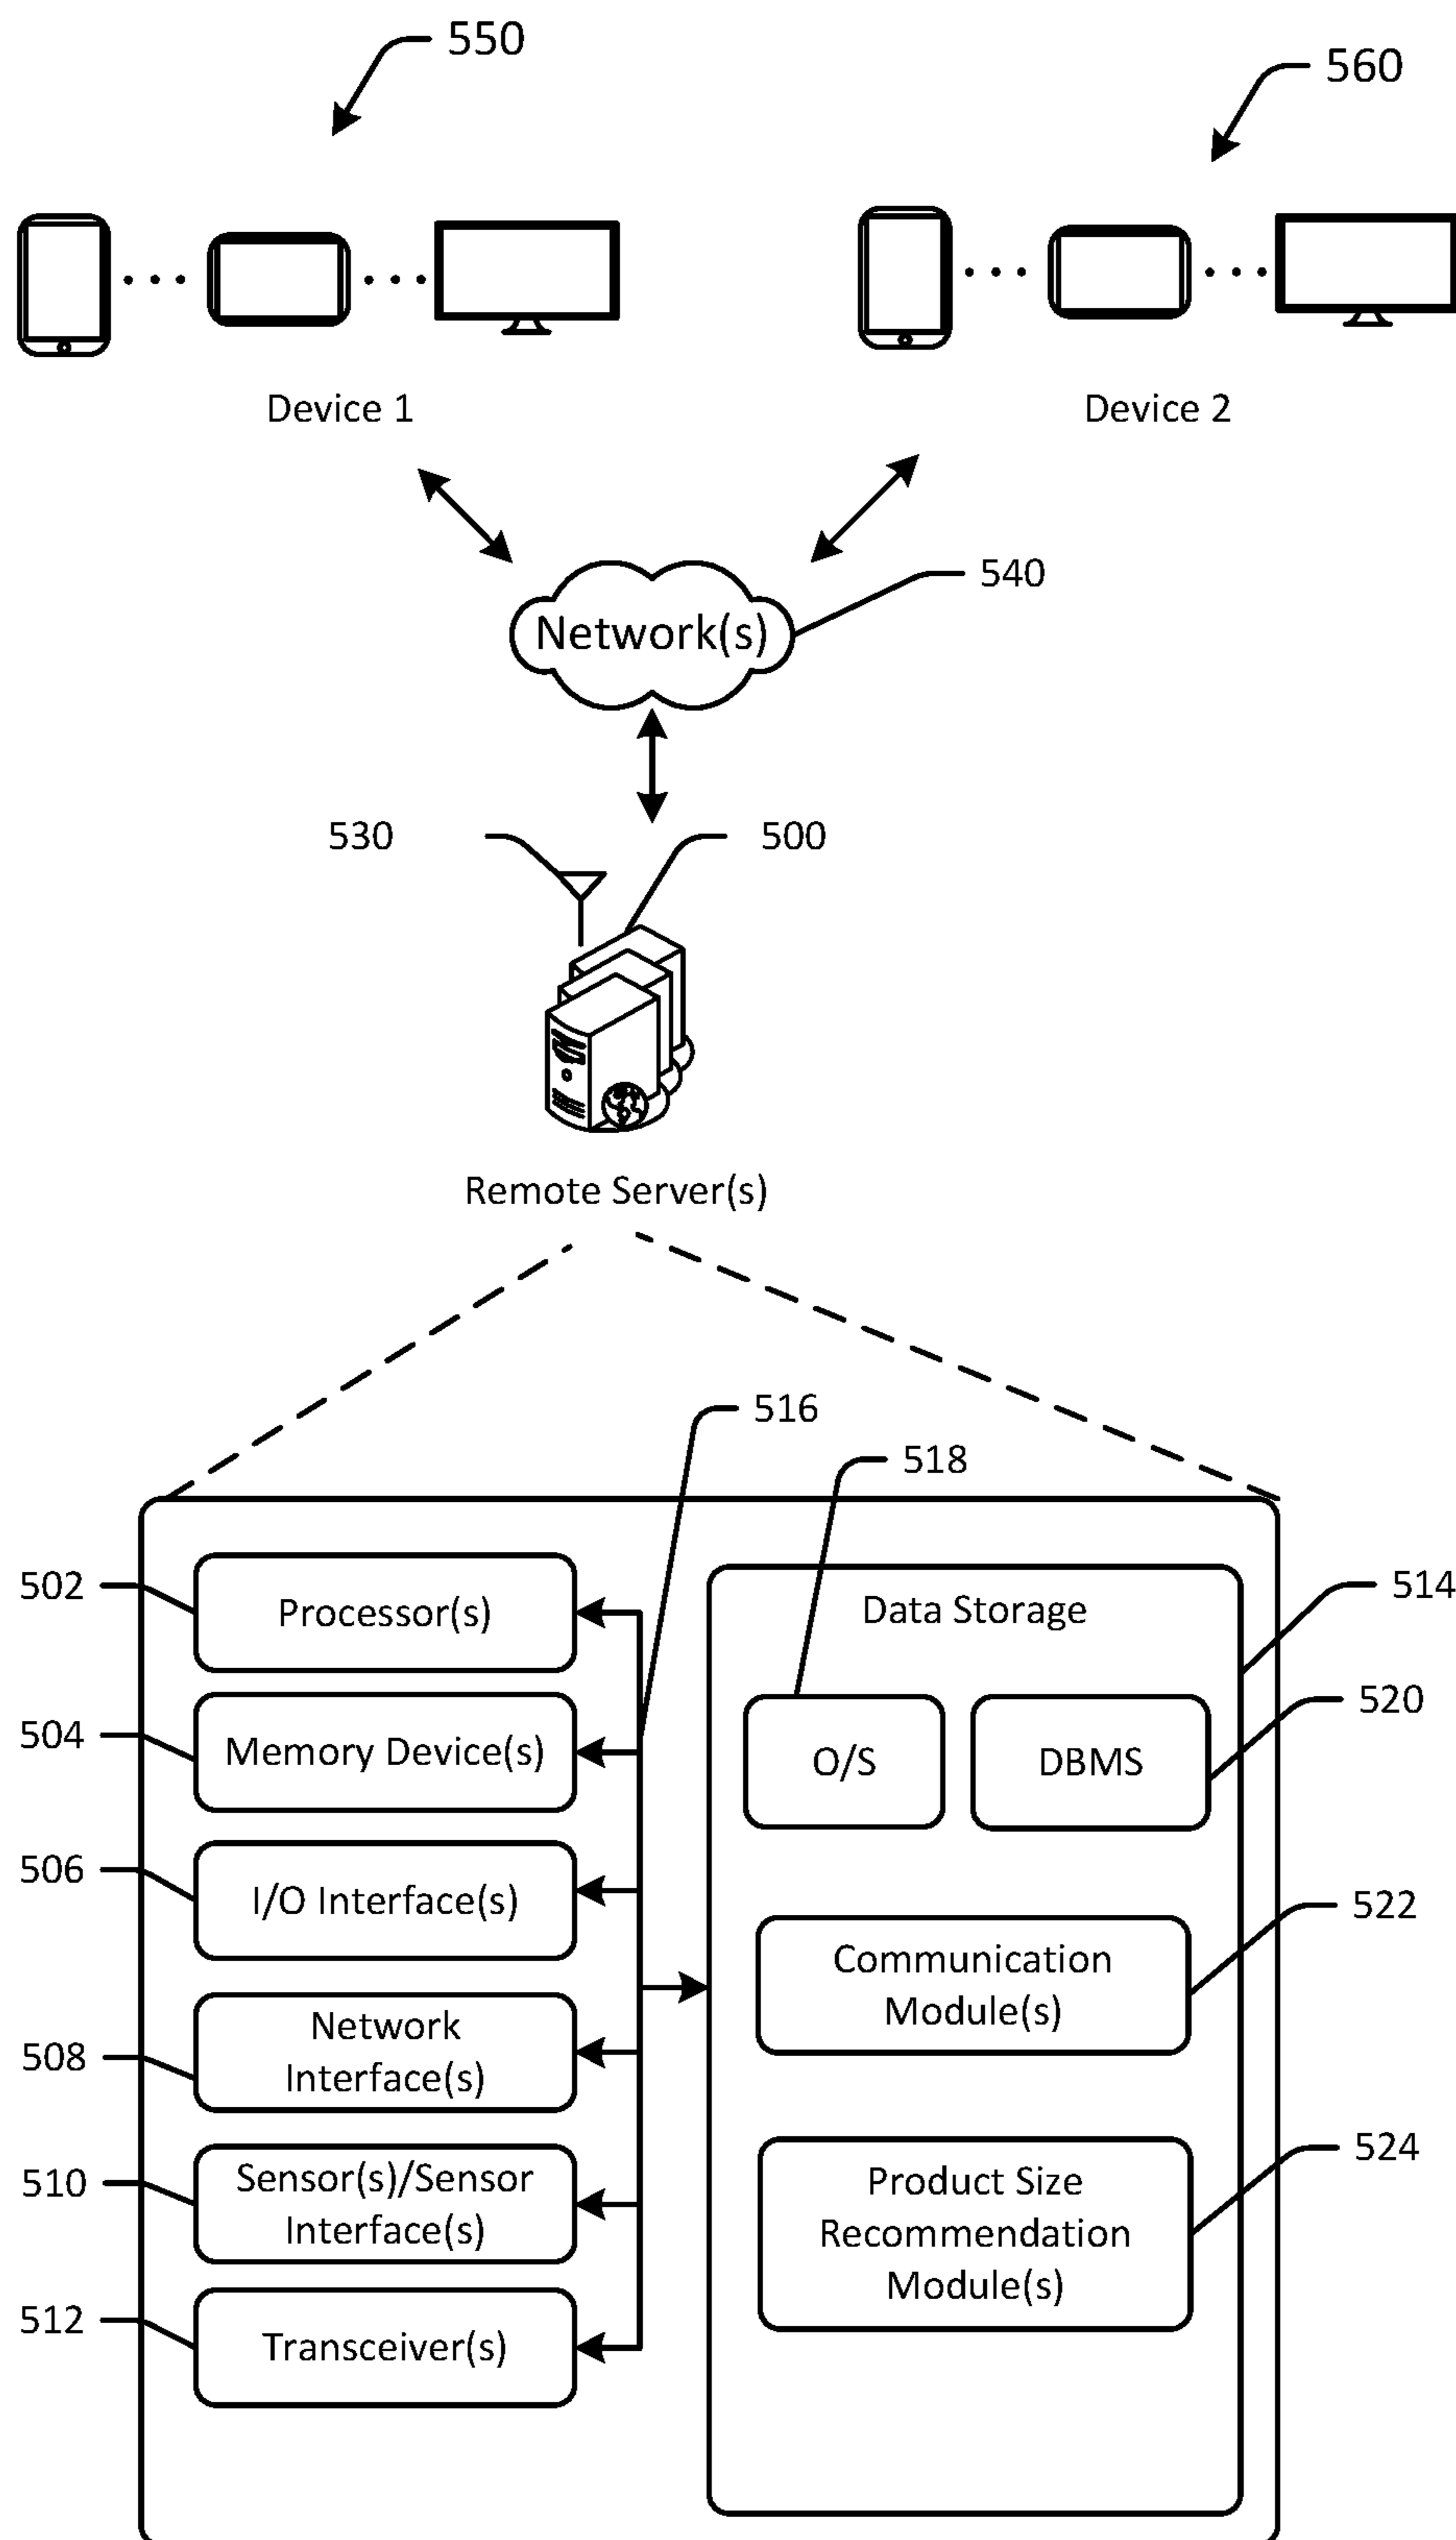 550
560
Device 1
Device 2
540
Network(s)
530
500
Remote Server(s)
516
518
502
Processor(s)
Data Storage
514
504
Memory Device(s)
O/S
DBMS
520
506
I/O Interface(s)
Communication
Module(s)
522
508
Network
Interface(s)
510
Sensor(s)/Sensor
Interface(s)
Product Size
Recommendation
Module(s)
524
512
Transceiver(s)